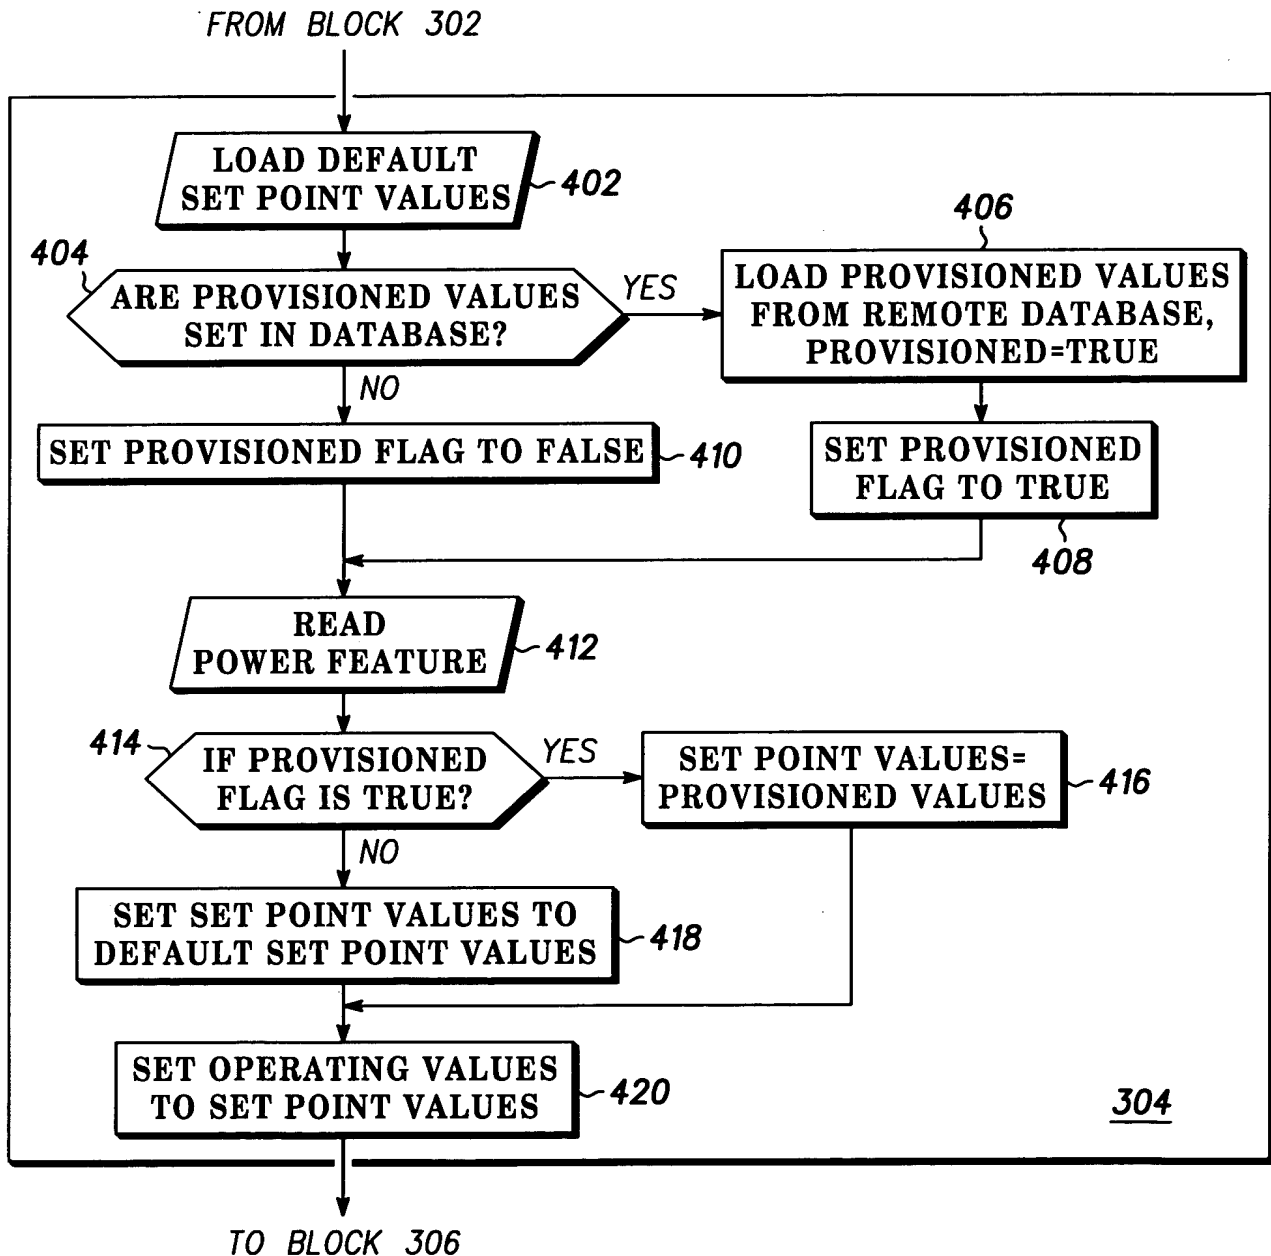 FROM BLOCK 302
LOAD DEFAULT
SET POINT VALUES
402
404
ARE PROVISIONED VALUES
SET IN DATABASE?
YES
406
LOAD PROVISIONED VALUES
FROM REMOTE DATABASE,
PROVISIONED=TRUE
NO
SET PROVISIONED FLAG TO FALSE
410
SET PROVISIONED
FLAG TO TRUE
408
READ
POWER FEATURE
412
414
IF PROVISIONED
FLAG IS TRUE?
YES
SET POINT VALUES=
PROVISIONED VALUES
416
NO
SET SET POINT VALUES TO
DEFAULT SET POINT VALUES
418
SET OPERATING VALUES
TO SET POINT VALUES
420
304
TO BLOCK 306